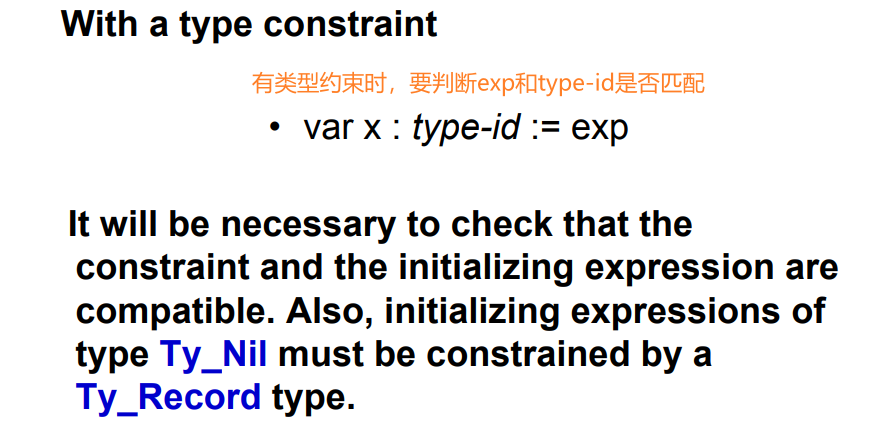 With a type constraint
有类型约束时，要判断exp和type-id是否匹配
• var x : type-id := exp
It will be necessary to check that the
constraint and the initializing expression are
compatible. Also, initializing expressions of
type Ty_Nil must be constrained by a
Ty_Record type.